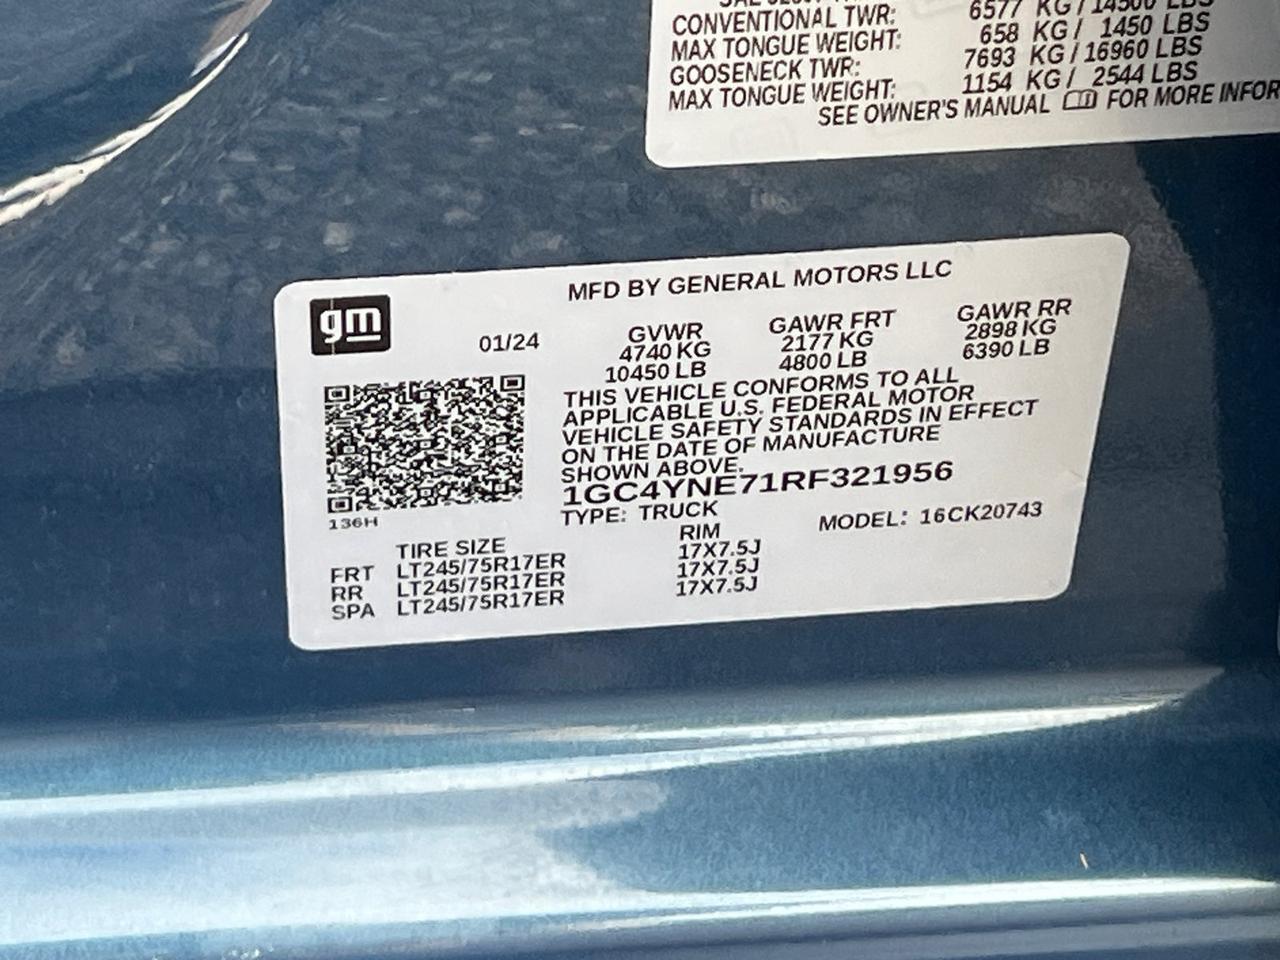 CONVENTIONAL TWR: 6577 KG / 14500 LBS
MAX TONGUE WEIGHT: 658 KG / 1450 LBS
GOOSENECK TWR: 7693 KG / 16960 LBS
MAX TONGUE WEIGHT: 1154 KG / 2544 LBS
SEE OWNER'S MANUAL FOR MORE INFOR
MFD BY GENERAL MOTORS LLC
gm
01/24 GVWR GAWR FRT GAWR RR
4740 KG 2177 KG 2898 KG
10450 LB 4800 LB 6390 LB
THIS VEHICLE CONFORMS TO ALL
APPLICABLE U.S. FEDERAL MOTOR
VEHICLE SAFETY STANDARDS IN EFFECT
ON THE DATE OF MANUFACTURE
SHOWN ABOVE.
1GC4YNE71RF321956
136H
TYPE: TRUCK MODEL: 16CK20743
TIRE SIZE RIM
FRT LT245/75R17ER 17X7.5J
RR LT245/75R17ER 17X7.5J
SPA LT245/75R17ER 17X7.5J